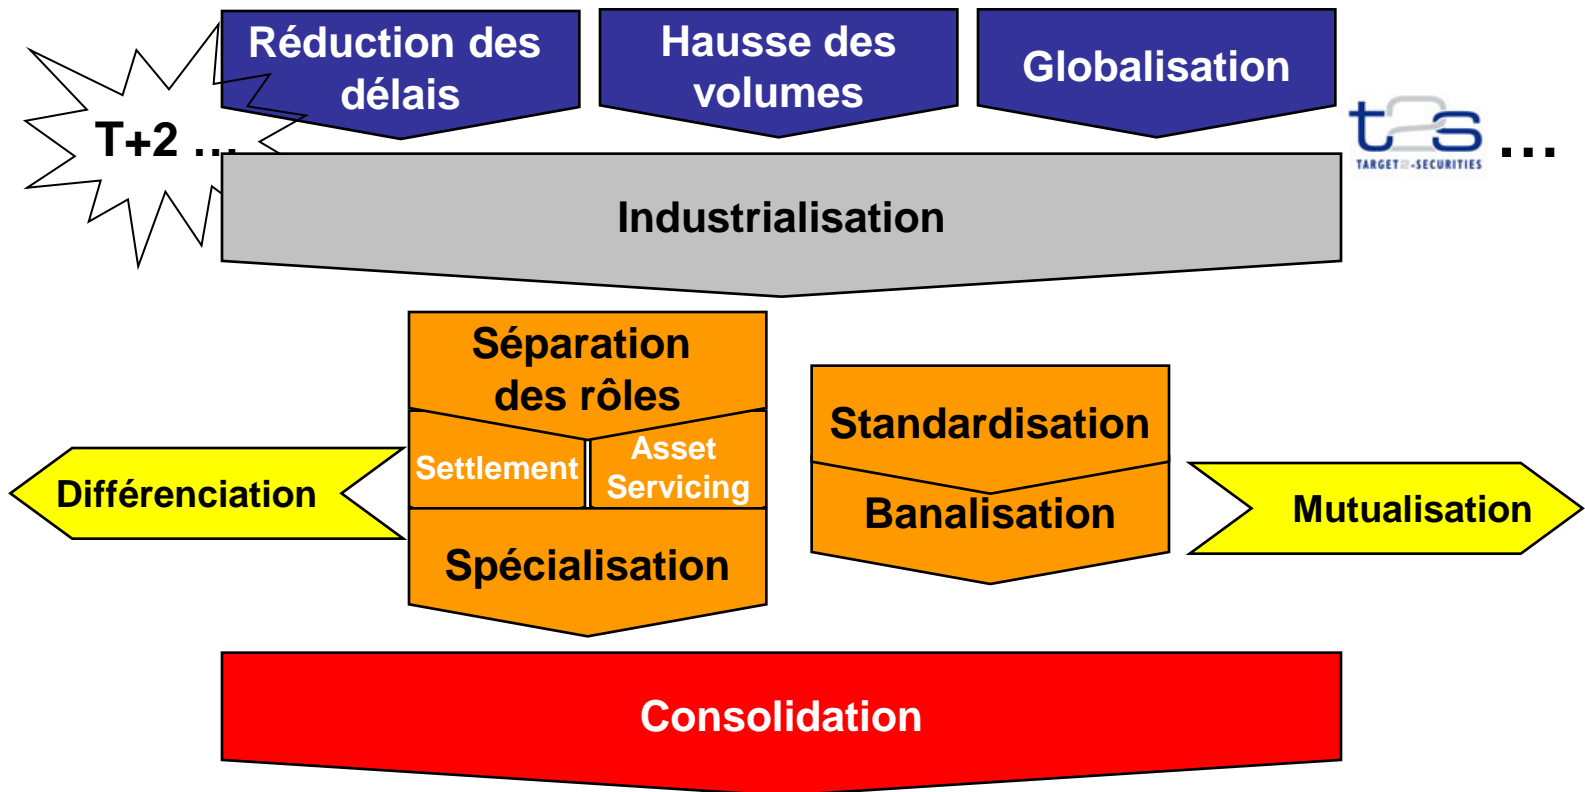 Réduction des
délais
Hausse des
volumes
Globalisation
T+2 ...
t2s ...
TARGET2-SECURITIES
Industrialisation
Séparation
des rôles
Settlement
Asset
Servicing
Spécialisation
Standardisation
Banalisation
Différenciation
Mutualisation
Consolidation